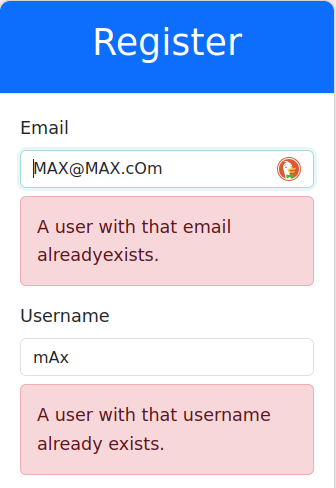 Register
Email
MAX@MAX.cOm
A user with that email
alreadyexists.
Username
mAx
A user with that username
already exists.